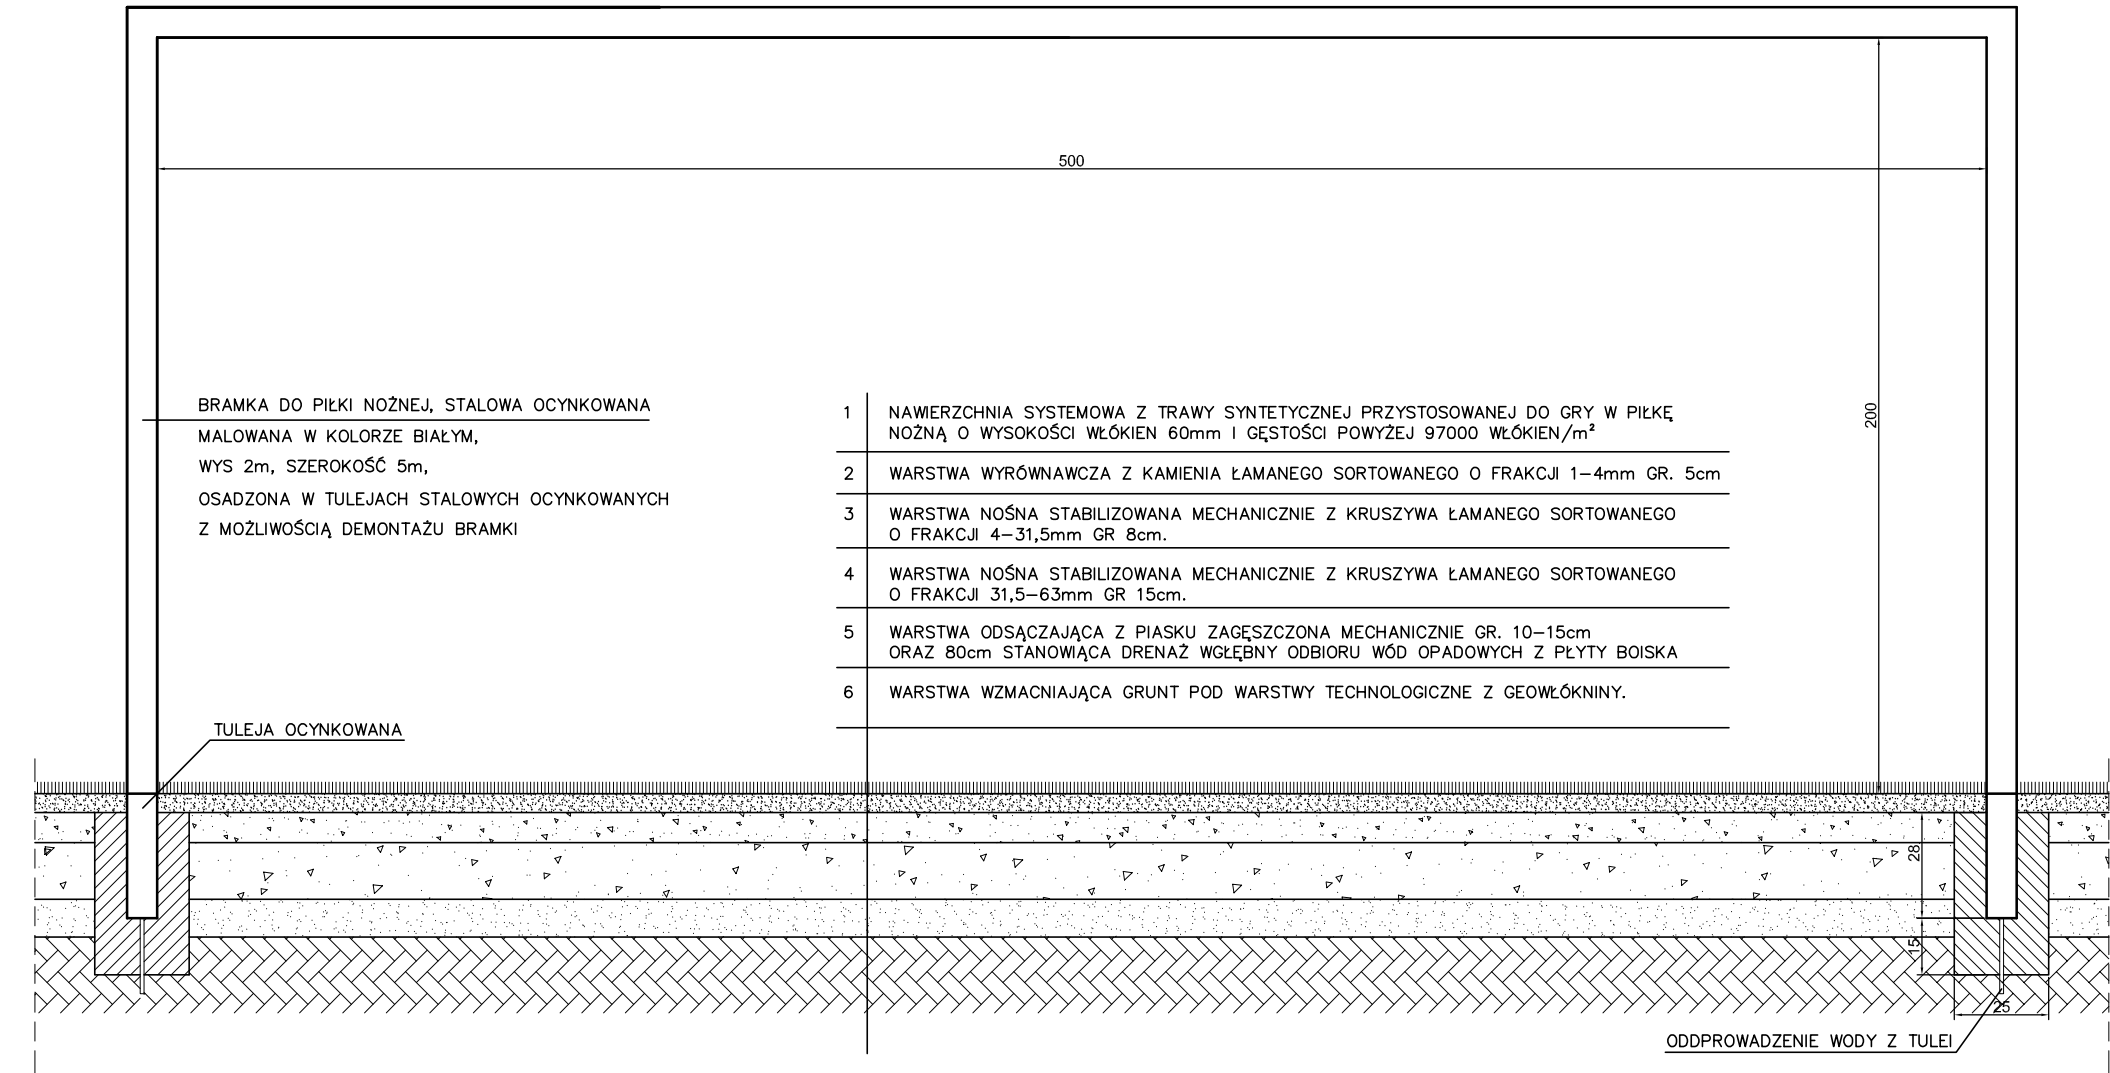 500
200
BRAMKA DO PIŁKI NOŻNEJ, STALOWA OCYNKOWANA
MALOWANA W KOLORZE BIAŁYM,
WYS 2m, SZEROKOŚĆ 5m,
OSADZONA W TULEJACH STALOWYCH OCYNKOWANYCH
Z MOŻLIWOŚCIĄ DEMONTAŻU BRAMKI
1 NAWIERZCHNIA SYSTEMOWA Z TRAWY SYNTETYCZNEJ PRZYSTOSOWANEJ DO GRY W PIŁKĘ
NOŻNĄ O WYSOKOŚCI WŁÓKIEN 60mm I GĘSTOŚCI POWYŻEJ 97000 WŁÓKIEN/m²
2 WARSTWA WYRÓWNAWCZA Z KAMIENIA ŁAMANEGO SORTOWANEGO O FRAKCJI 1–4mm GR. 5cm
3 WARSTWA NOŚNA STABILIZOWANA MECHANICZNIE Z KRUSZYWA ŁAMANEGO SORTOWANEGO
O FRAKCJI 4–31,5mm GR 8cm.
4 WARSTWA NOŚNA STABILIZOWANA MECHANICZNIE Z KRUSZYWA ŁAMANEGO SORTOWANEGO
O FRAKCJI 31,5–63mm GR 15cm.
5 WARSTWA ODSĄCZAJĄCA Z PIASKU ZAGĘSZCZONA MECHANICZNIE GR. 10–15cm
ORAZ 80cm STANOWIĄCA DRENAŻ WGŁĘBNY ODBIORU WÓD OPADOWYCH Z PŁYTY BOISKA
6 WARSTWA WZMACNIAJĄCA GRUNT POD WARSTWY TECHNOLOGICZNE Z GEOWŁÓKNINY.
TULEJA OCYNKOWANA
28
15
25
ODDPROWADZENIE WODY Z TULEI